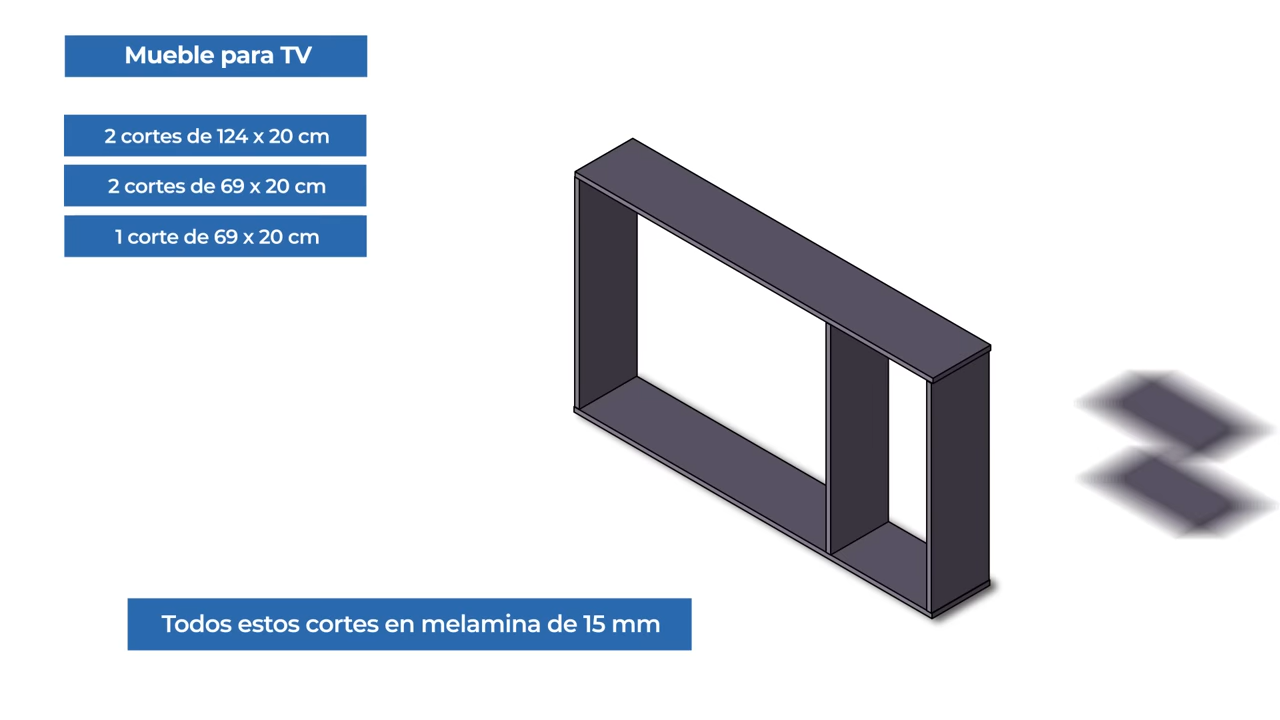 Mueble para TV
2 cortes de 124 x 20 cm
2 cortes de 69 x 20 cm
1 corte de 69 x 20 cm
Todos estos cortes en melamina de 15 mm